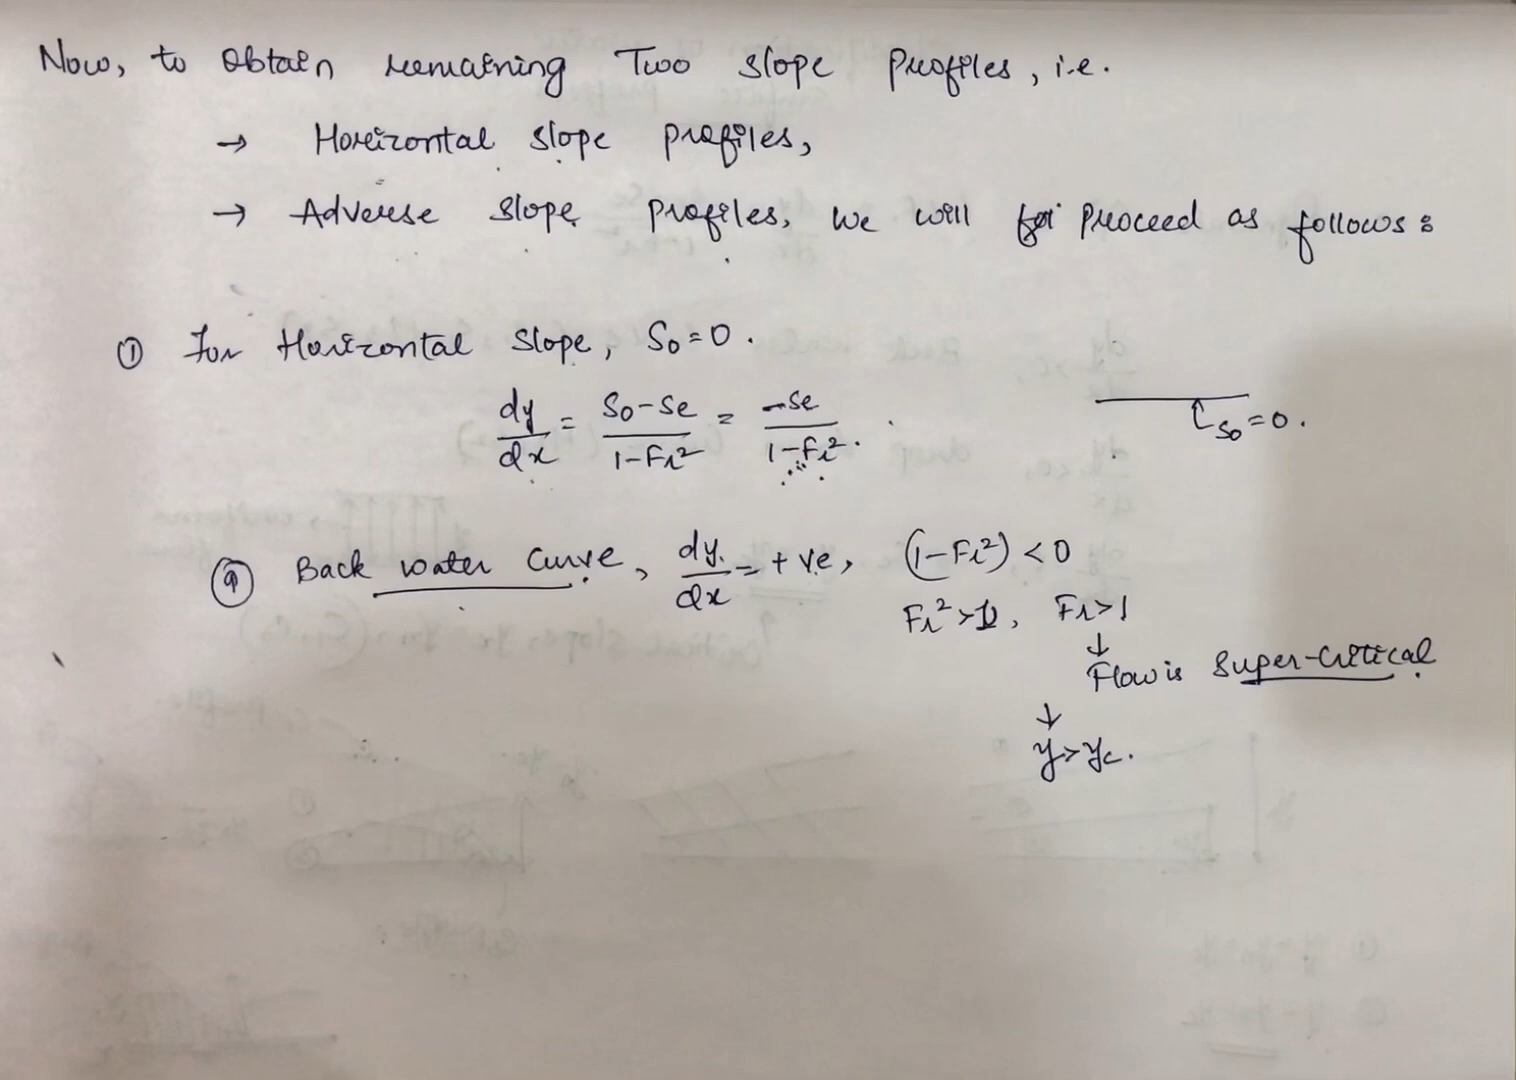 Now, to obtain remaining Two slope profiles, i.e.
→ Horizontal slope profiles,
→ Adverse slope profiles, we will proceed as follows :
① For Horizontal slope, So = 0.
dy/dx = (So - Se)/(1 - Fr²) = -Se/(1 - Fr²).
So = 0.
Back water curve, dy/dx = +ve, (1 - Fr²) < 0
Fr² > 1, Fr > 1
↓
Flow is super-critical
↓
y > yc.